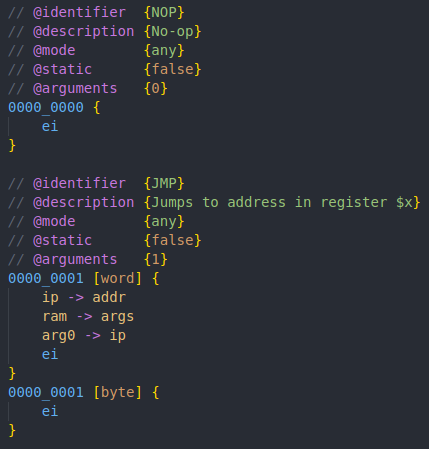 // @identifier  {NOP}
// @description {No-op}
// @mode        {any}
// @static      {false}
// @arguments   {0}
0000_0000 {
    ei
}

// @identifier  {JMP}
// @description {Jumps to address in register $x}
// @mode        {any}
// @static      {false}
// @arguments   {1}
0000_0001 [word] {
    ip -> addr
    ram -> args
    arg0 -> ip
    ei
}
0000_0001 [byte] {
    ei
}